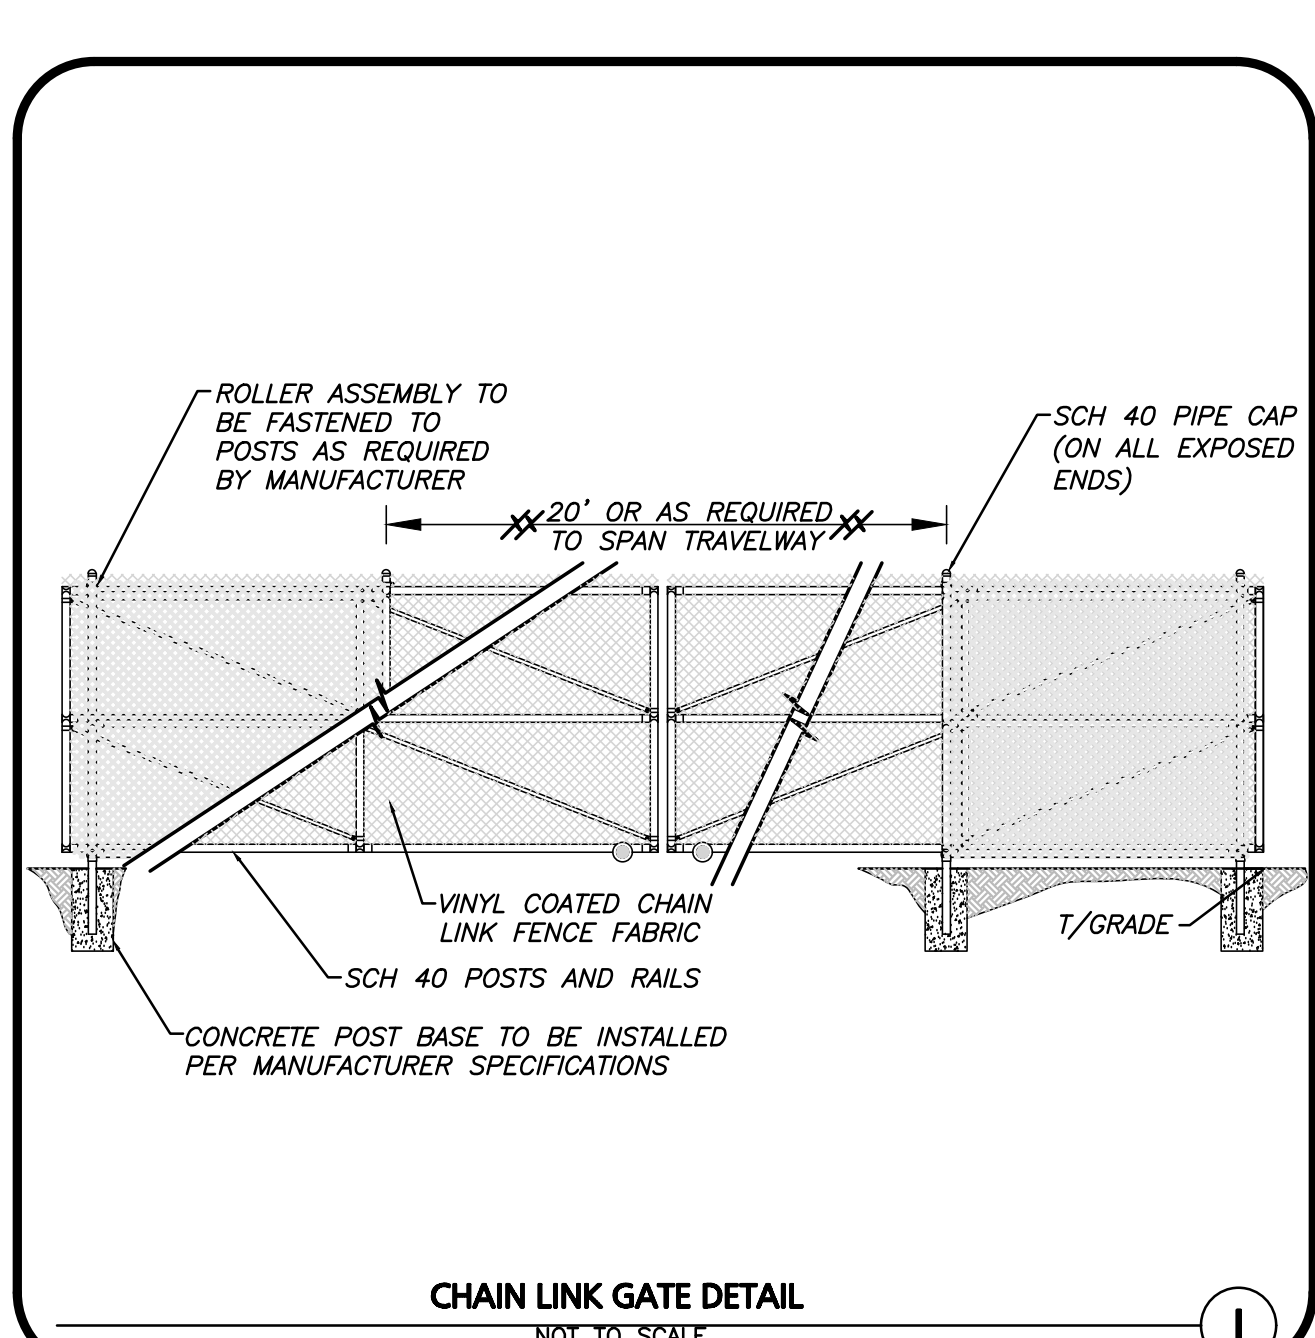 ROLLER ASSEMBLY TO
BE FASTENED TO
POSTS AS REQUIRED
BY MANUFACTURER
SCH 40 PIPE CAP
(ON ALL EXPOSED
ENDS)
20' OR AS REQUIRED
TO SPAN TRAVELWAY
VINYL COATED CHAIN
LINK FENCE FABRIC
T/GRADE
SCH 40 POSTS AND RAILS
CONCRETE POST BASE TO BE INSTALLED
PER MANUFACTURER SPECIFICATIONS
CHAIN LINK GATE DETAIL
NOT TO SCALE